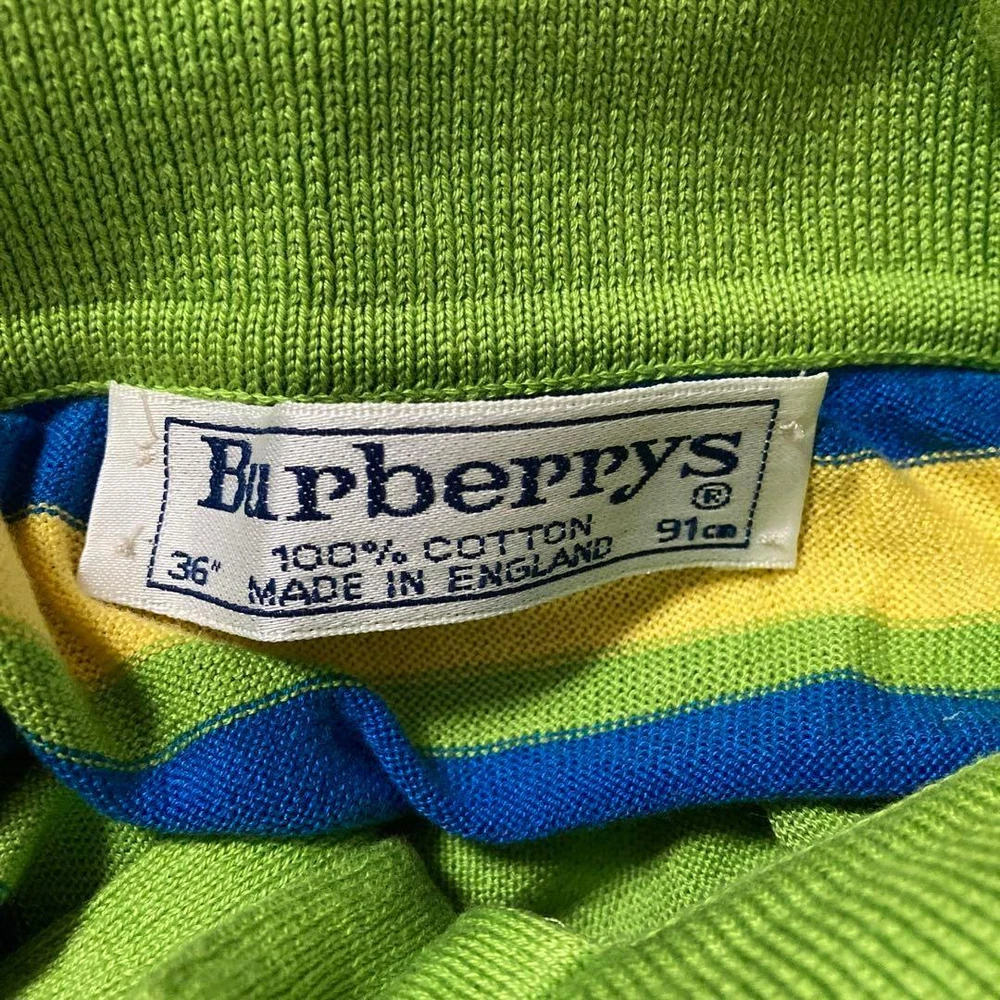 Burberrys ®
100% COTTON
36" MADE IN ENGLAND 91cm